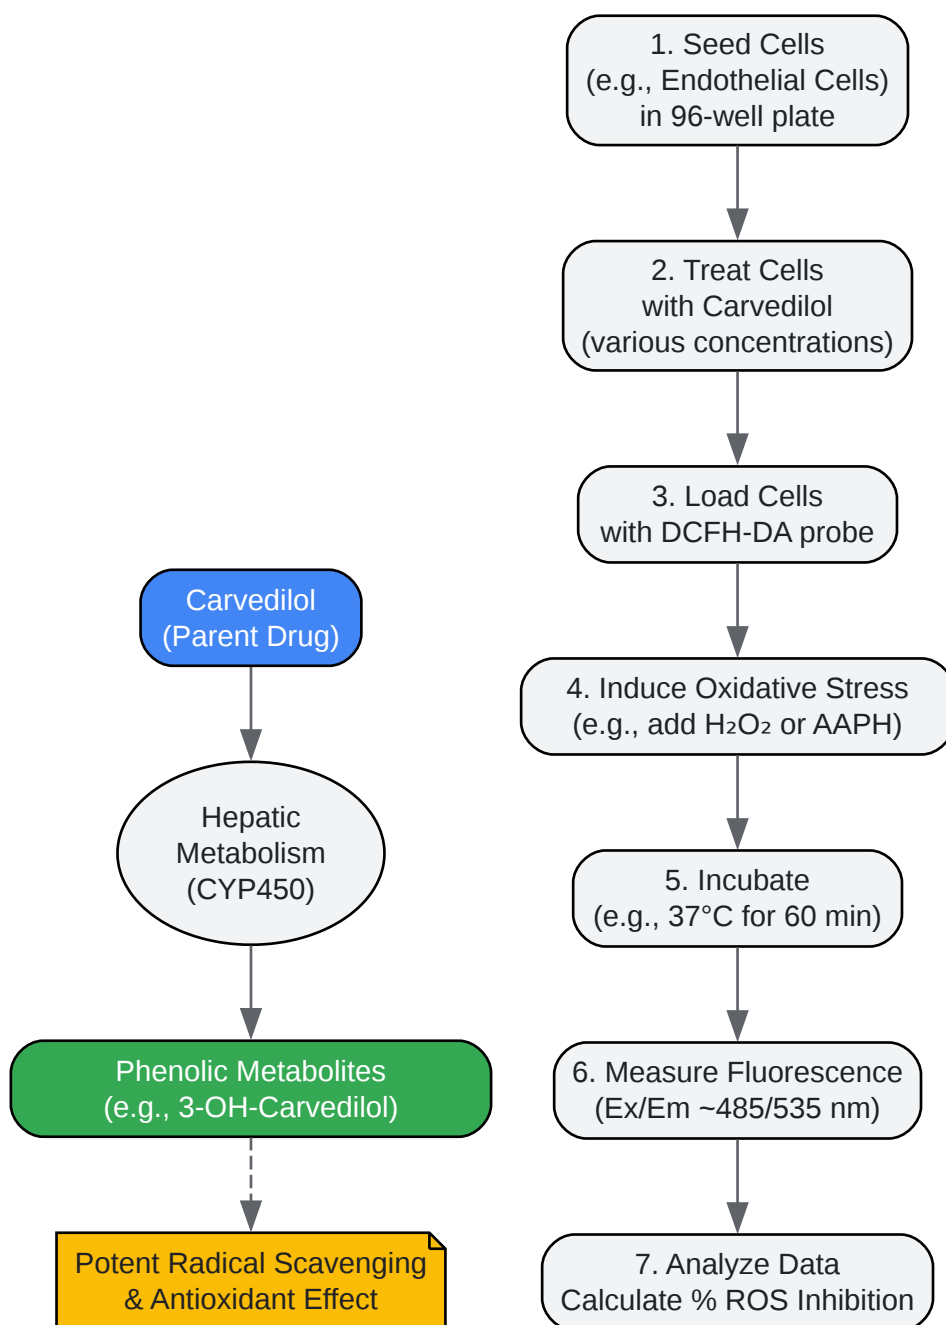 1. Seed Cells
(e.g., Endothelial Cells)
in 96-well plate
2. Treat Cells
with Carvedilol
(various concentrations)
3. Load Cells
with DCFH-DA probe
4. Induce Oxidative Stress
(e.g., add H₂O₂ or AAPH)
5. Incubate
(e.g., 37°C for 60 min)
6. Measure Fluorescence
(Ex/Em ~485/535 nm)
7. Analyze Data
Calculate % ROS Inhibition
Carvedilol
(Parent Drug)
Hepatic
Metabolism
(CYP450)
Phenolic Metabolites
(e.g., 3-OH-Carvedilol)
Potent Radical Scavenging
& Antioxidant Effect